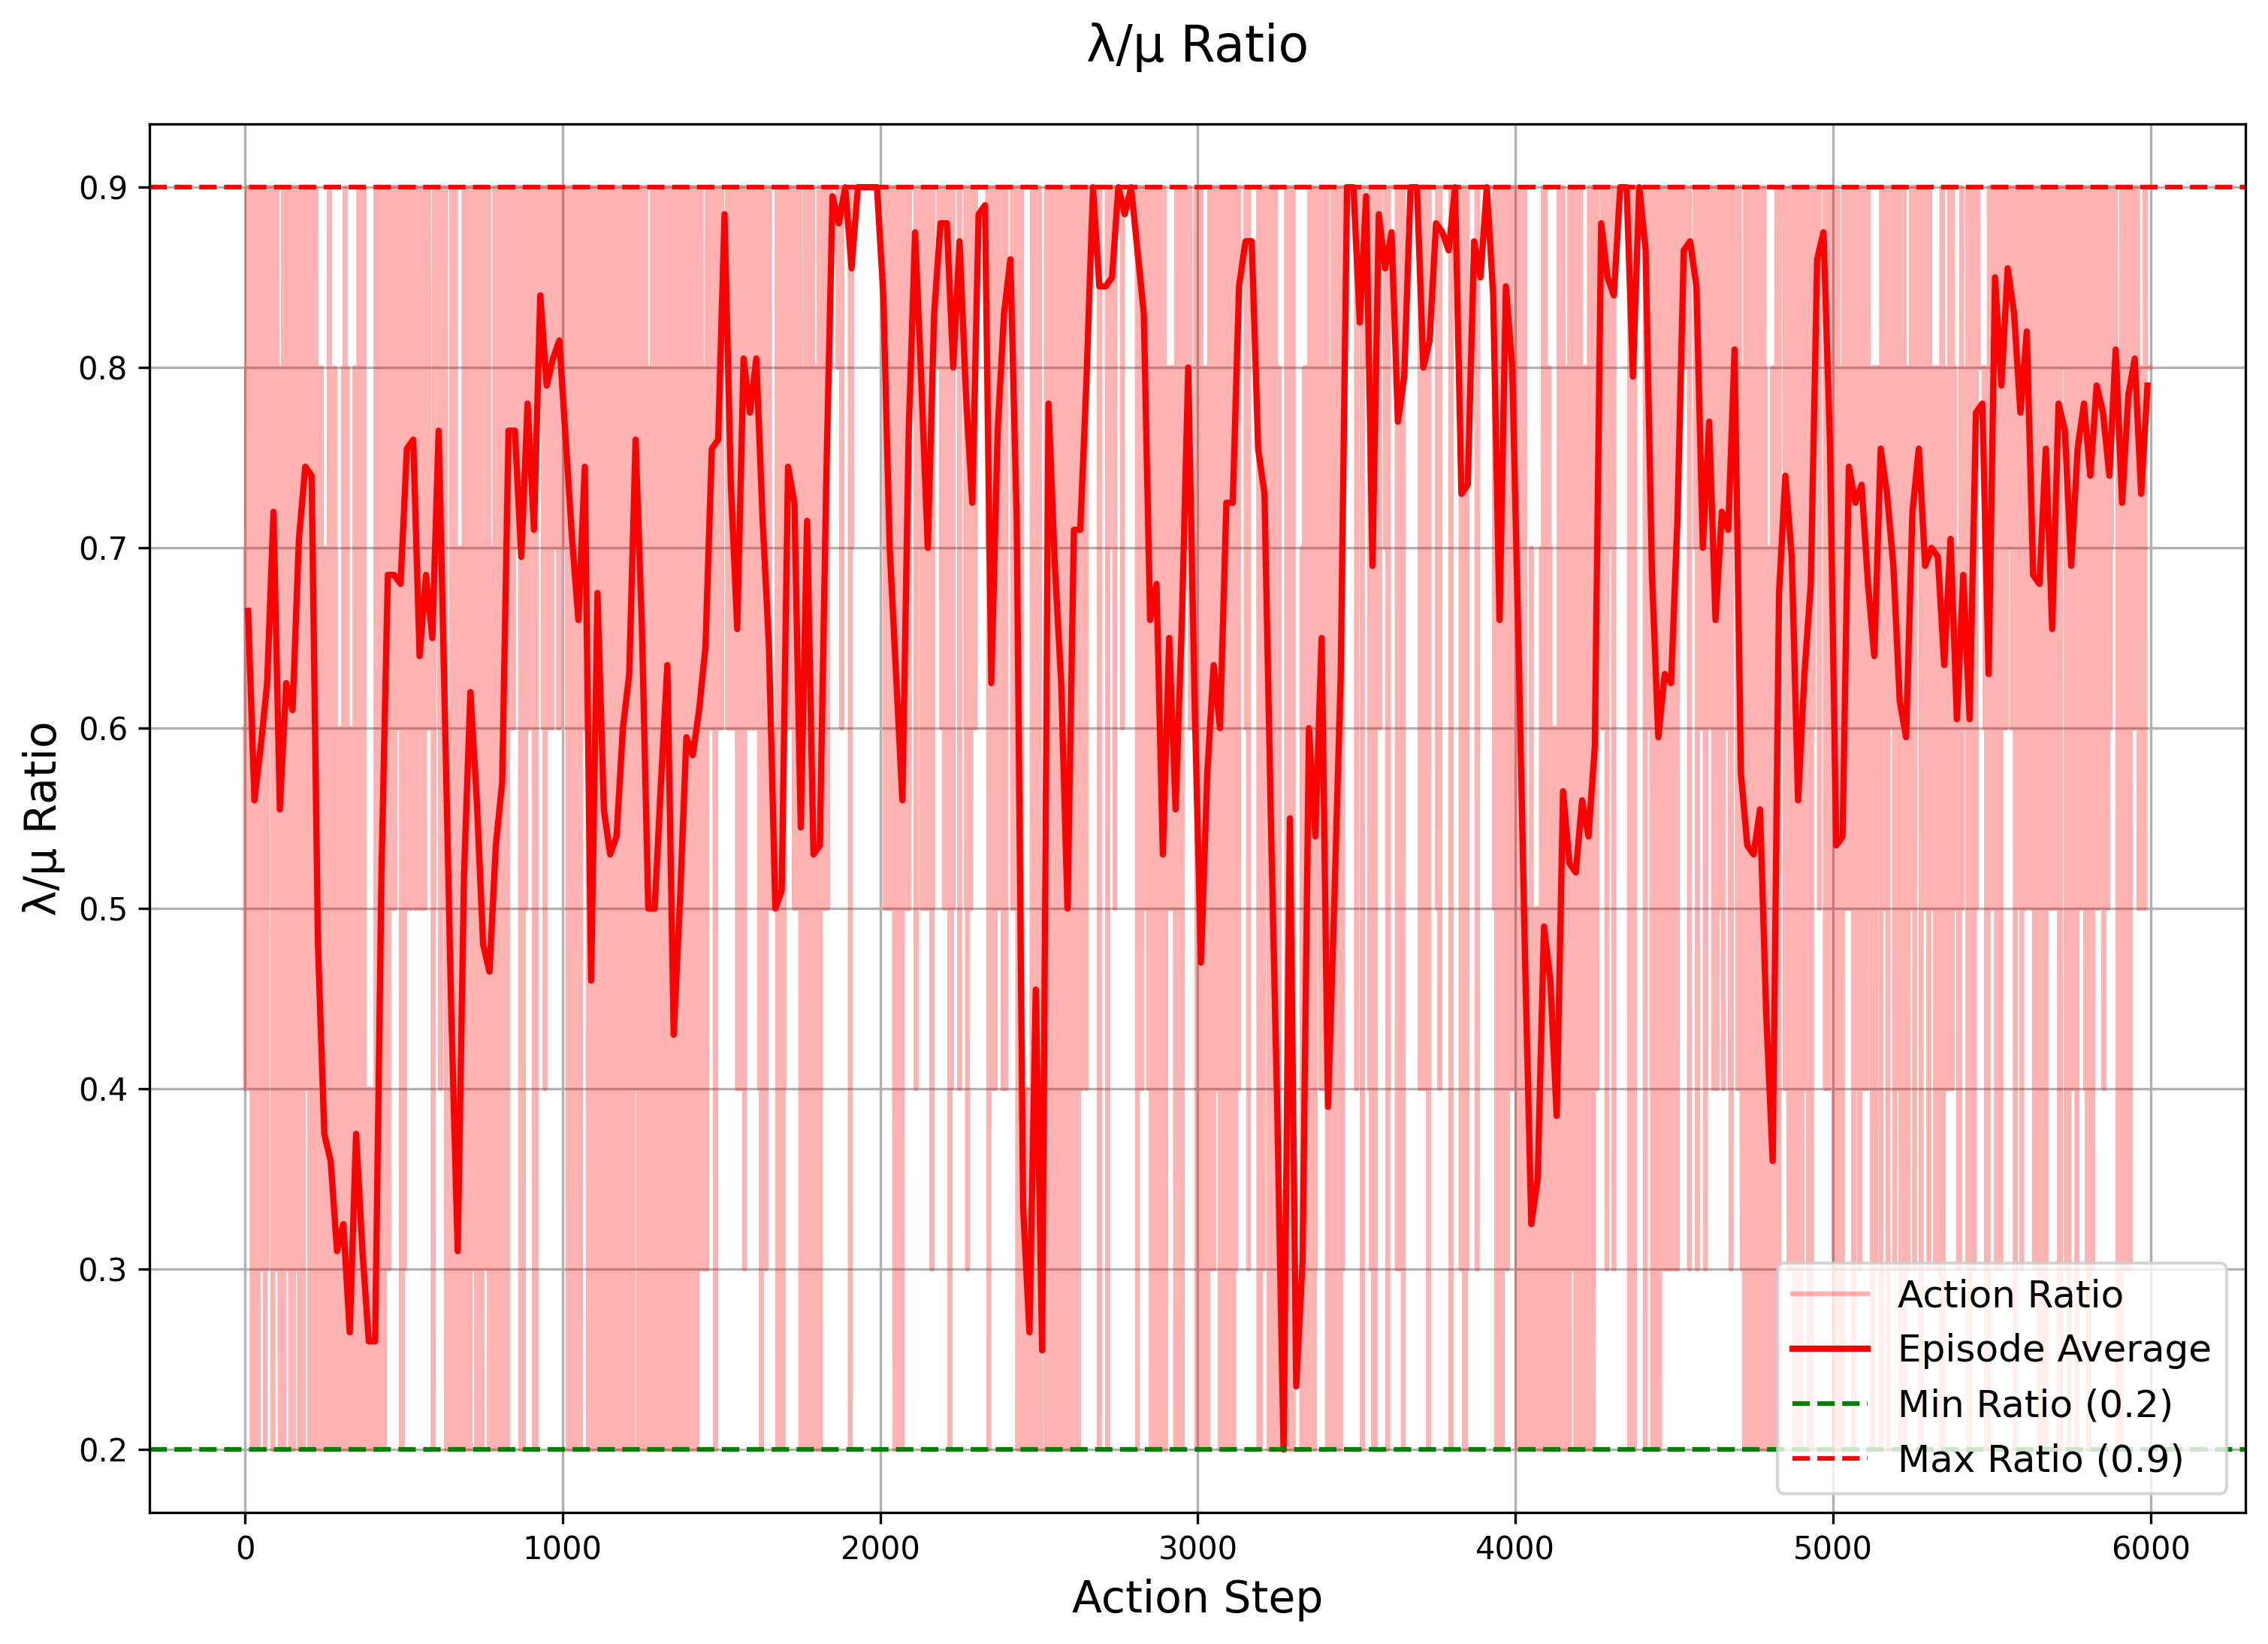 λ/μ Ratio
0.9
0.8
0.7
0.6
0.5
0.4
0.3
0.2
λ/μ Ratio
0
1000
2000
3000
4000
5000
6000
Action Step
Action Ratio
Episode Average
Min Ratio (0.2)
Max Ratio (0.9)